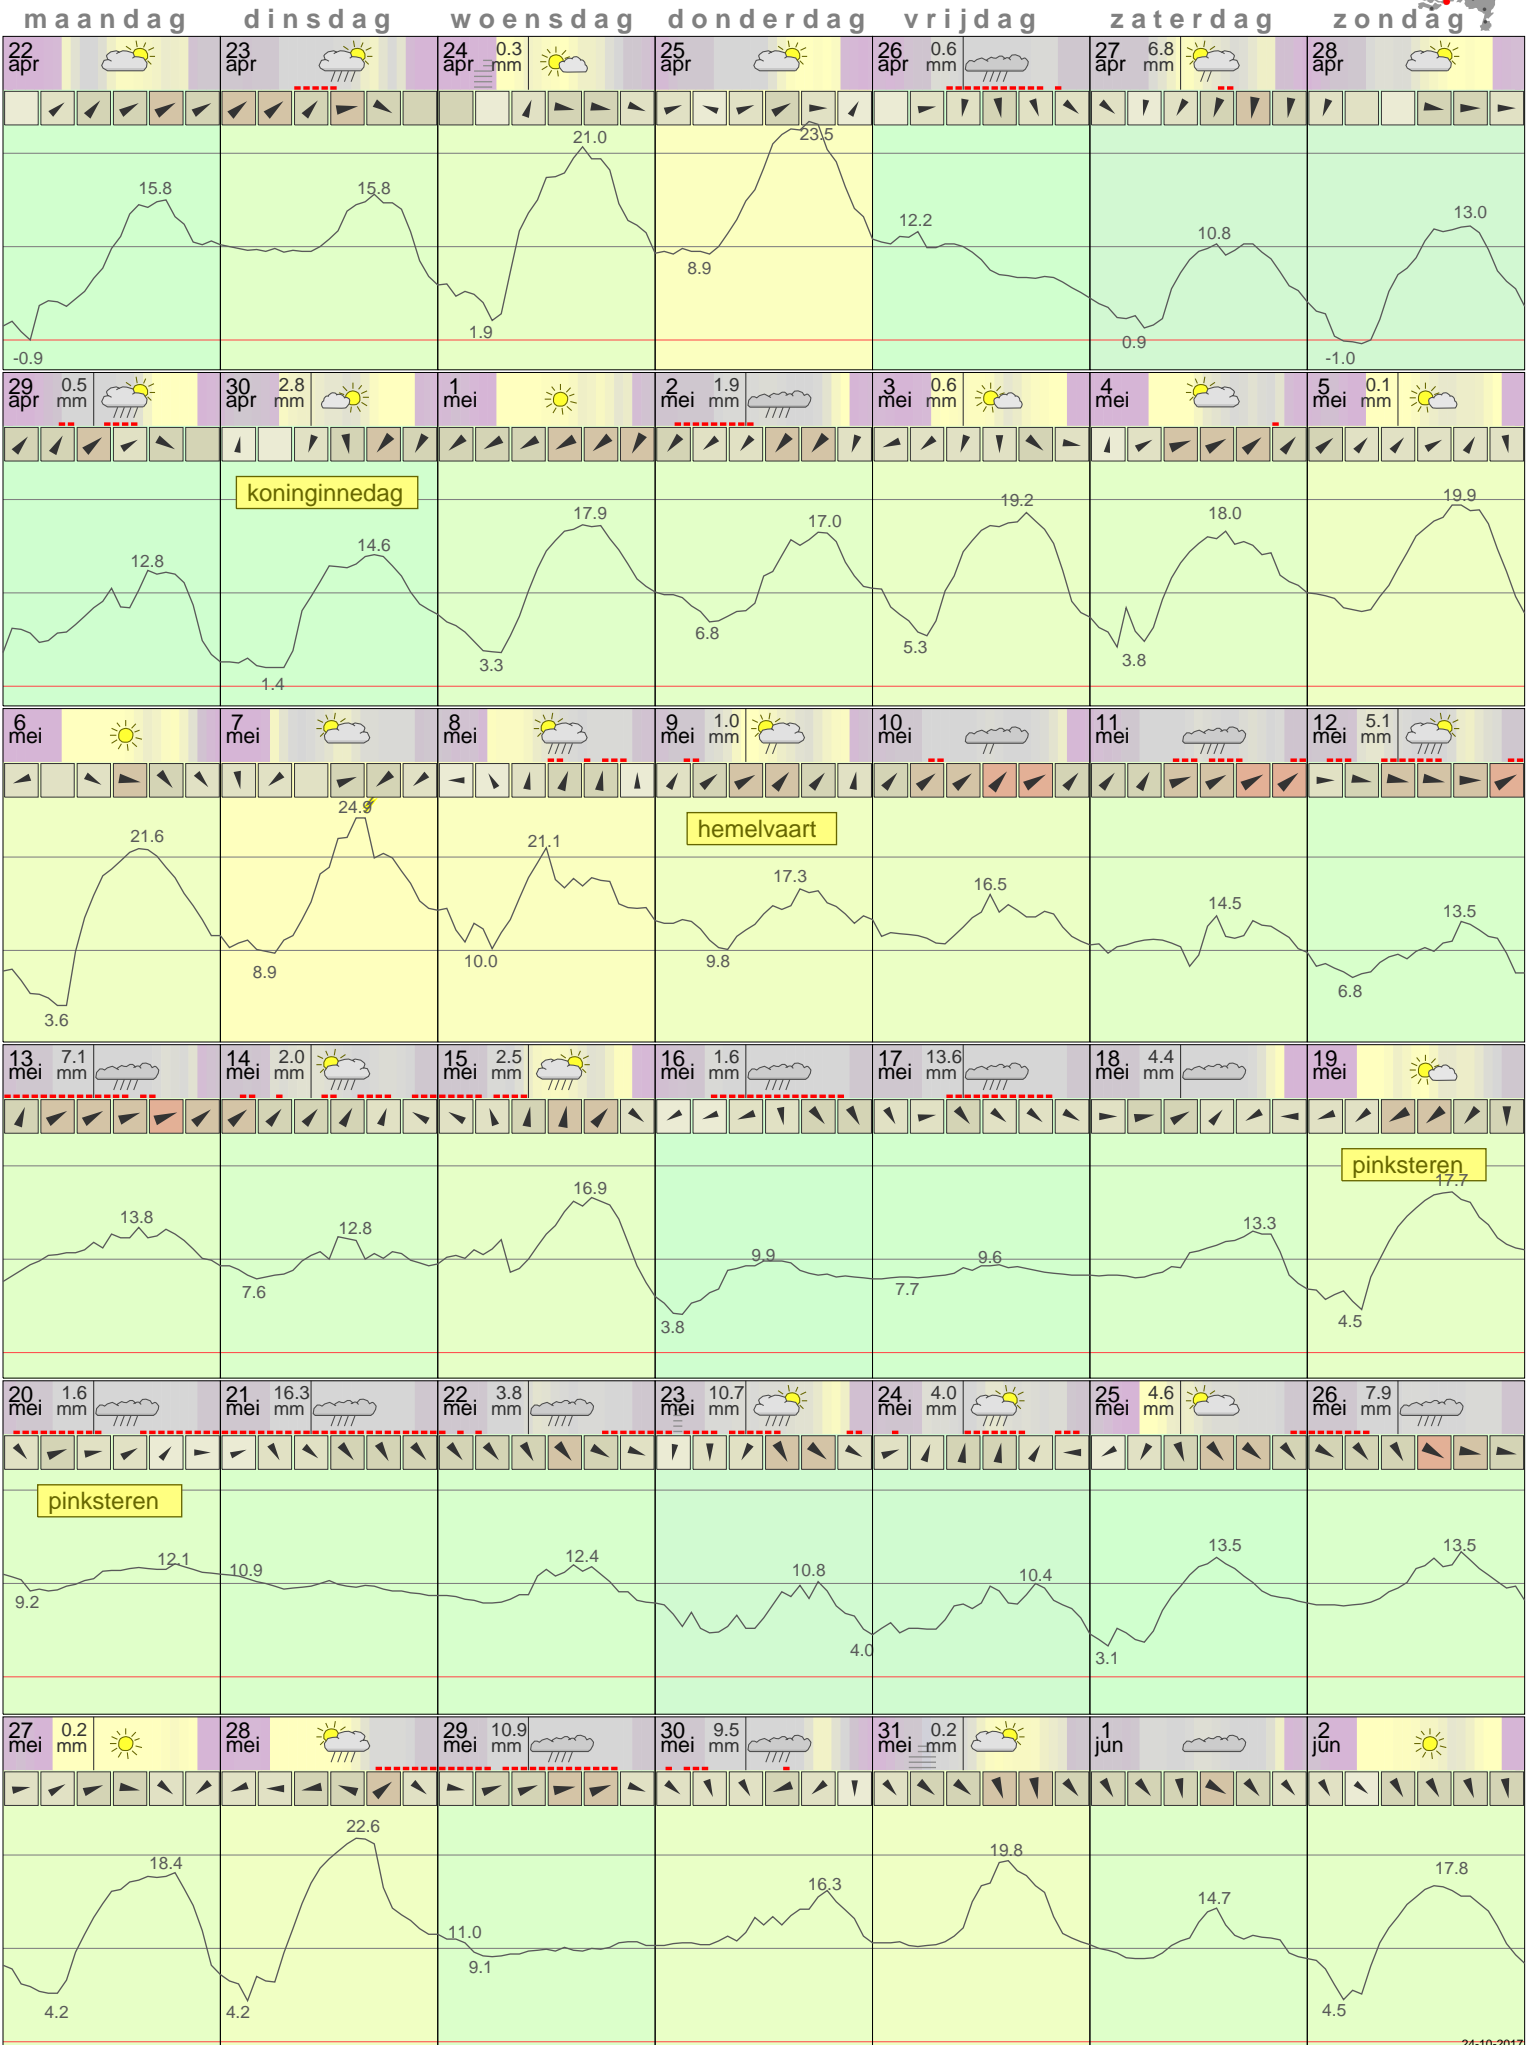 maandag dinsdag woensdag donderdag vrijdag zaterdag zondag
22 apr 23 apr 24 apr 0.3 mm 25 apr 26 apr 0.6 mm 27 apr 6.8 mm 28 apr
15.8 15.8 21.0 23.5 12.2 10.8 13.0
-0.9 1.9 8.9 0.9 -1.0
29 apr 0.5 mm 30 apr 2.8 mm 1 mei 2 mei 1.9 mm 3 mei 0.6 mm 4 mei 5 mei 0.1 mm
koninginnedag
12.8 14.6 17.9 17.0 19.2 18.0 19.9
1.4 3.3 6.8 5.3 3.8
6 mei 7 mei 8 mei 9 mei 1.0 mm 10 mei 11 mei 12 mei 5.1 mm
hemelvaart
21.6 24.9 21.1 17.3 16.5 14.5 13.5
3.6 8.9 10.0 9.8 6.8
13 mei 7.1 mm 14 mei 2.0 mm 15 mei 2.5 mm 16 mei 1.6 mm 17 mei 13.6 mm 18 mei 4.4 mm 19 mei
pinksteren
13.8 12.8 16.9 9.9 9.6 13.3 17.7
7.6 3.8 7.7 4.5
20 mei 1.6 mm 21 mei 16.3 mm 22 mei 3.8 mm 23 mei 10.7 mm 24 mei 4.0 mm 25 mei 4.6 mm 26 mei 7.9 mm
pinksteren
12.1 10.9 12.4 10.8 10.4 13.5 13.5
9.2 4.0 3.1
27 mei 0.2 mm 28 mei 29 mei 10.9 mm 30 mei 9.5 mm 31 mei 0.2 mm 1 jun 2 jun
18.4 22.6 11.0 16.3 19.8 14.7 17.8
4.2 4.2 9.1 4.5
24-10-2017